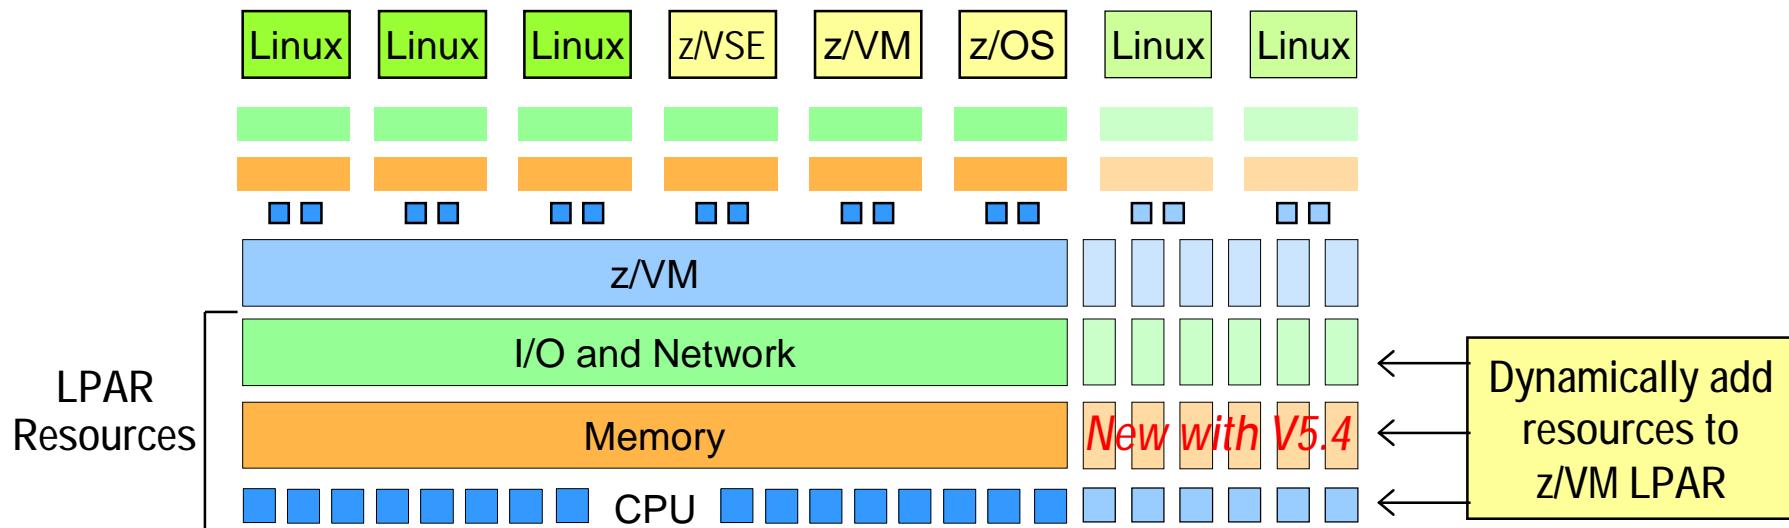 Linux Linux Linux z/VSE z/VM z/OS Linux Linux
z/VM
I/O and Network
LPAR
Resources
Memory
New with V5.4
CPU
Dynamically add
resources to
z/VM LPAR